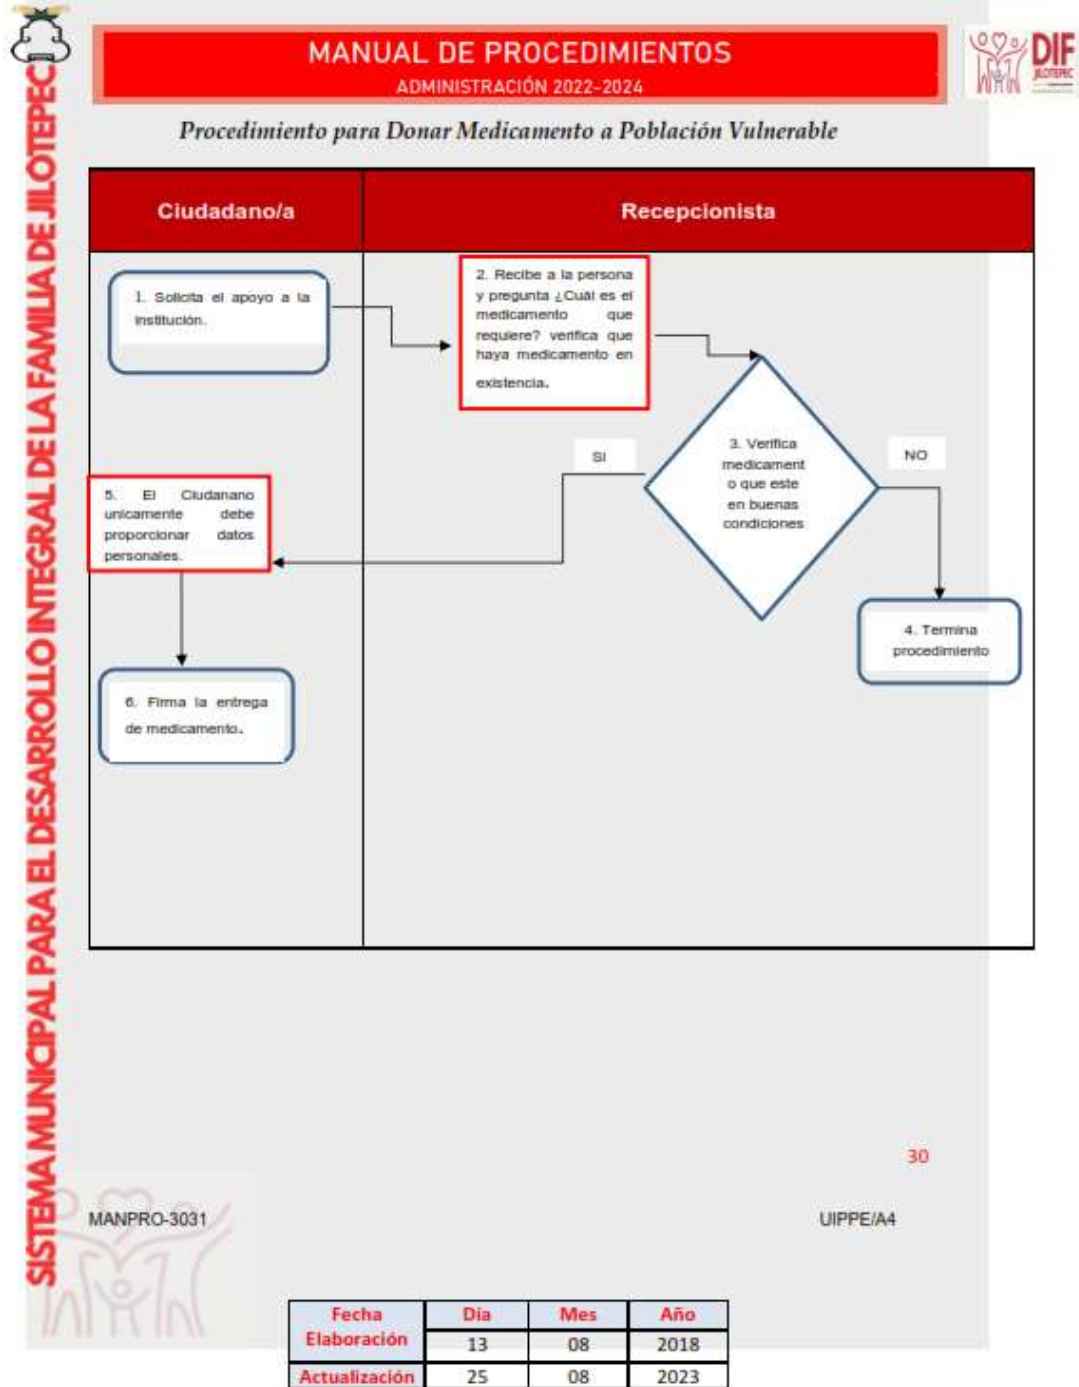 SISTEMA MUNICIPAL PARA EL DESARROLLO INTEGRAL DE LA FAMILIA DE JILOTEPEC
MANUAL DE PROCEDIMIENTOS
ADMINISTRACIÓN 2022-2024
DIF
JILOTEPEC
Procedimiento para Donar Medicamento a Población Vulnerable
Ciudadano/a
Recepcionista
1. Solicita el apoyo a la
institución.
2. Recibe a la persona
y pregunta ¿Cuál es el
medicamento que
requiere? verifica que
haya medicamento en
existencia.
3. Verifica
medicament
o que este
en buenas
condiciones
SI
NO
4. Termina
procedimiento
5. El Ciudanano
unicamente debe
proporcionar datos
personales.
6. Firma la entrega
de medicamento.
30
MANPRO-3031
UIPPE/A4
Fecha Día Mes Año
Elaboración 13 08 2018
Actualización 25 08 2023